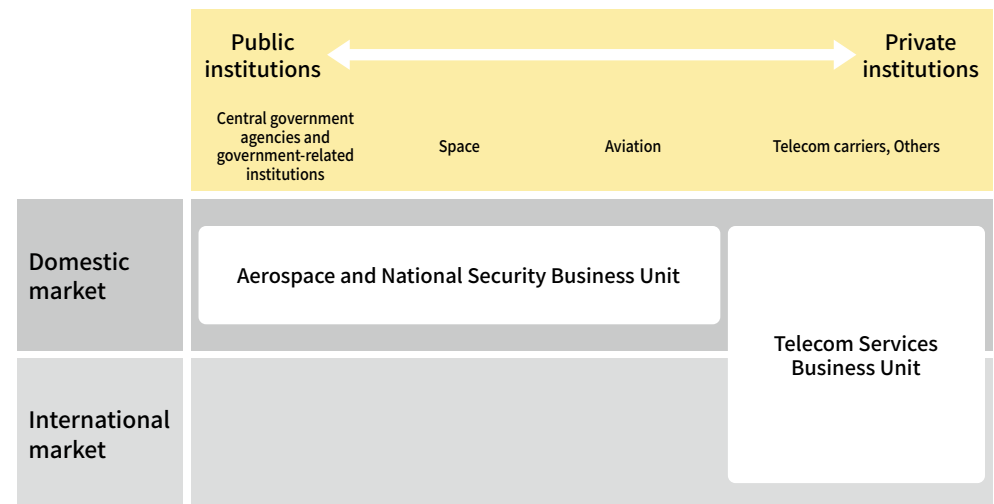 Public
institutions
Private
institutions
Central government
agencies and
government-related
institutions
Space
Aviation
Telecom carriers, Others
Domestic
market
Aerospace and National Security Business Unit
Telecom Services
Business Unit
International
market